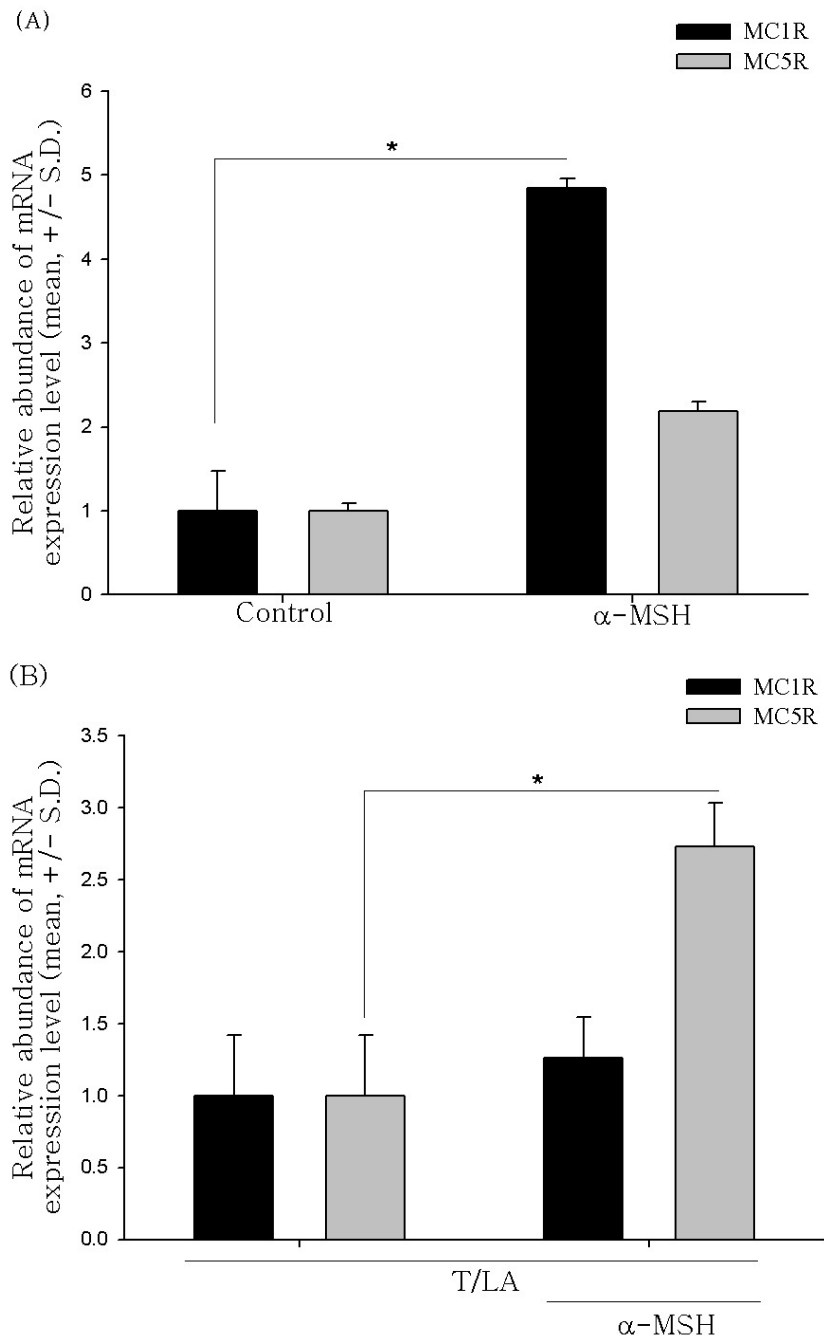 (A)
MC1R
MC5R
Relative abundance of mRNA
expression level (mean, +/- S.D.)
6
5
4
3
2
1
0
*
Control
α-MSH
(B)
MC1R
MC5R
Relative abundance of mRNA
expressiion level (mean, +/- S.D.)
3.5
3.0
2.5
2.0
1.5
1.0
0.5
0.0
*
T/LA
α-MSH